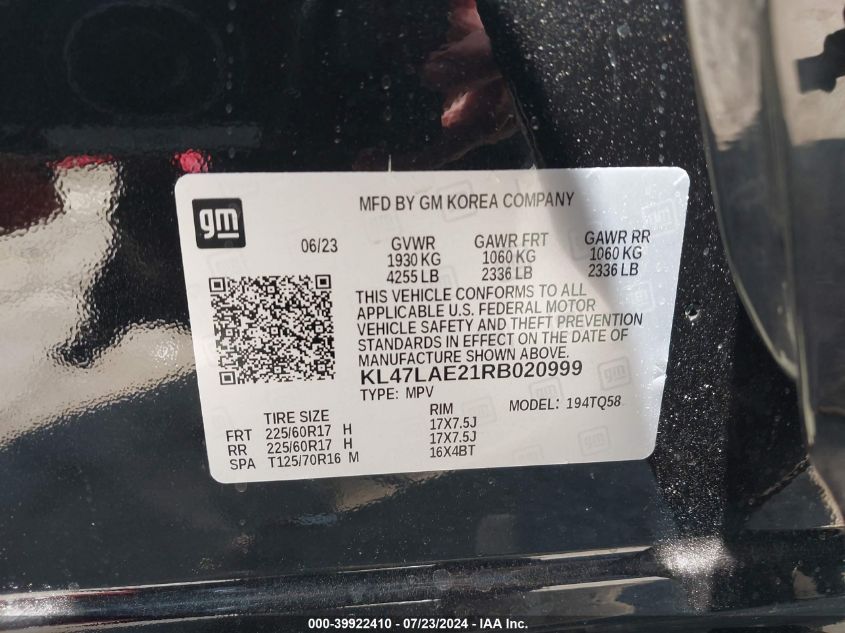 gm
MFD BY GM KOREA COMPANY
06/23 GVWR GAWR FRT GAWR RR
1930 KG 1060 KG 1060 KG
4255 LB 2336 LB 2336 LB
THIS VEHICLE CONFORMS TO ALL
APPLICABLE U.S. FEDERAL MOTOR
VEHICLE SAFETY AND THEFT PREVENTION
STANDARDS IN EFFECT ON THE DATE OF
MANUFACTURE SHOWN ABOVE.
KL47LAE21RB020999
TYPE: MPV MODEL: 194TQ58
TIRE SIZE RIM
FRT 225/60R17 H 17X7.5J
RR 225/60R17 H 17X7.5J
SPA T125/70R16 M 16X4BT
000-39922410 - 07/23/2024 - IAA Inc.